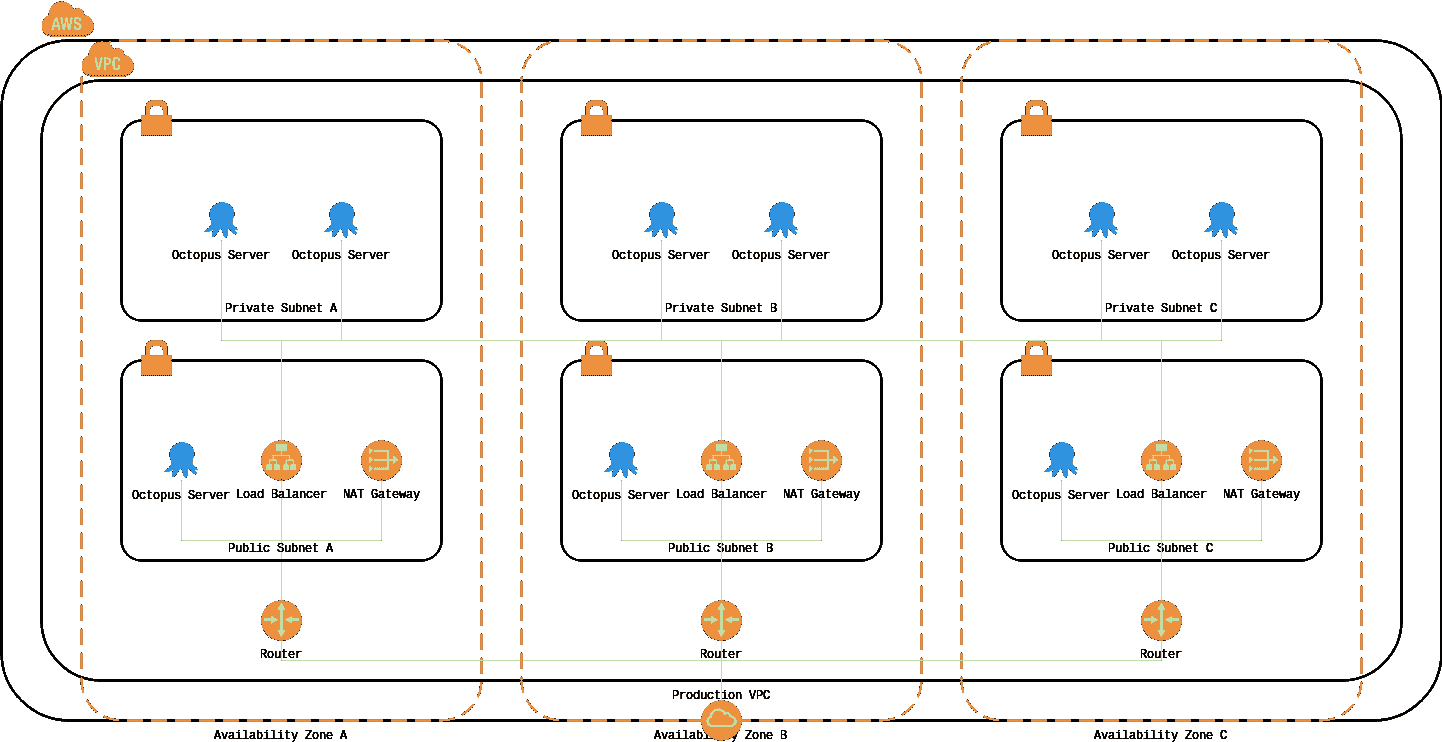 AWS
VPC
Octopus Server Octopus Server Octopus Server Octopus Server Octopus Server Octopus Server
Private Subnet A Private Subnet B Private Subnet C
Octopus Server Load Balancer NAT Gateway Octopus Server Load Balancer NAT Gateway Octopus Server Load Balancer NAT Gateway
Public Subnet A Public Subnet B Public Subnet C
Router Router Router
Production VPC
Availability Zone A Availability Zone B Availability Zone C